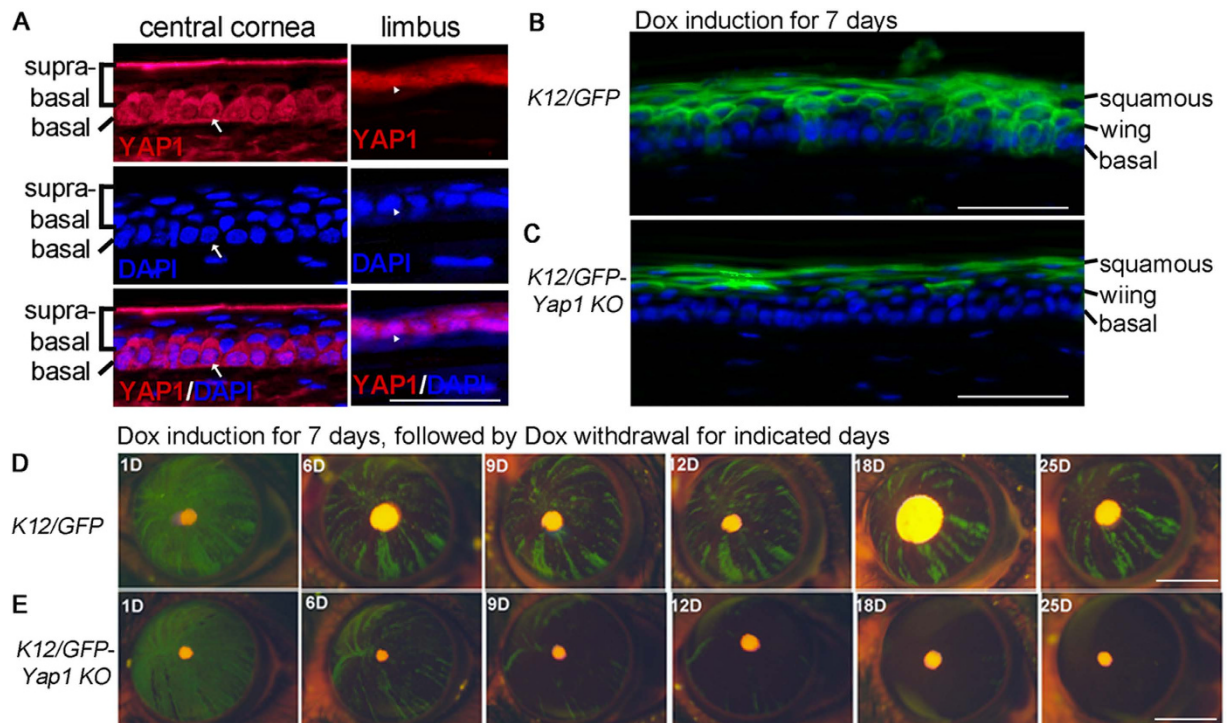 A
central cornea
limbus
supra-
basal
basal
YAP1
YAP1
supra-
basal
basal
DAPI
DAPI
supra-
basal
basal
YAP1/DAPI
YAP1/DAPI
Dox induction for 7 days
B
K12/GFP
squamous
wing
basal
C
K12/GFP-
Yap1 KO
squamous
wiing
basal
Dox induction for 7 days, followed by Dox withdrawal for indicated days
D
K12/GFP
1D
6D
9D
12D
18D
25D
E
K12/GFP-
Yap1 KO
1D
6D
9D
12D
18D
25D